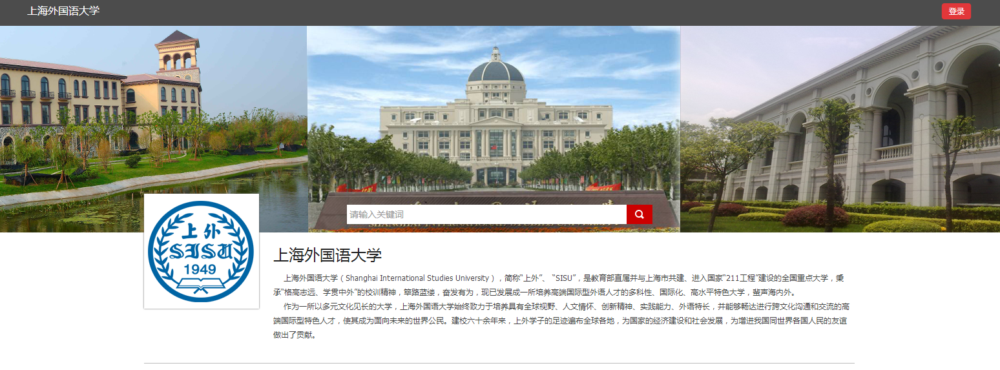 上海外国语大学
登录
请输入关键词
上外
SISU
1949
上海外国语大学
上海外国语大学（Shanghai International Studies University），简称“上外”、 “SISU”，是教育部直属并与上海市共建、进入国家“211工程”建设的全国重点大学，秉
承“格高志远、学贯中外”的校训精神，筚路蓝缕，奋发有为，现已发展成一所培养高端国际型外语人才的多科性、国际化、高水平特色大学，蜚声海内外。
作为一所以多元文化见长的大学，上海外国语大学始终致力于培养具有全球视野、人文情怀、创新精神、实践能力、外语特长，并能够畅达进行跨文化沟通和交流的高
端国际型特色人才，使其成为面向未来的世界公民。建校六十余年来，上外学子的足迹遍布全球各地，为国家的经济建设和社会发展，为增进我国同世界各国人民的友谊
做出了贡献。